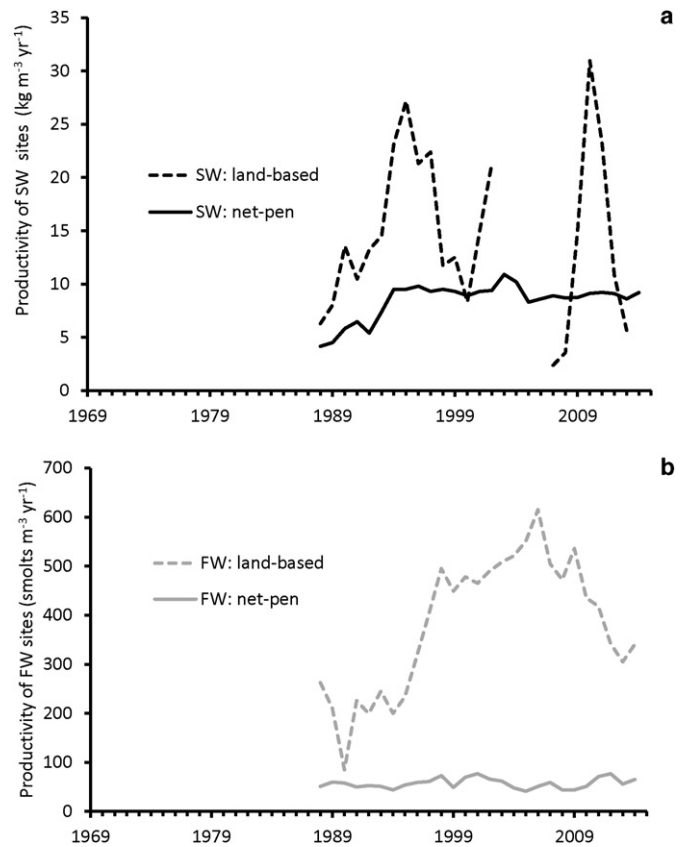 a
Productivity of SW sites (kg m⁻³ yr⁻¹)
35
30
25
20
15
10
5
0
SW: land-based
SW: net-pen
1969 1979 1989 1999 2009
b
Productivity of FW sites (smolts m⁻³ yr⁻¹)
700
600
500
400
300
200
100
0
FW: land-based
FW: net-pen
1969 1979 1989 1999 2009